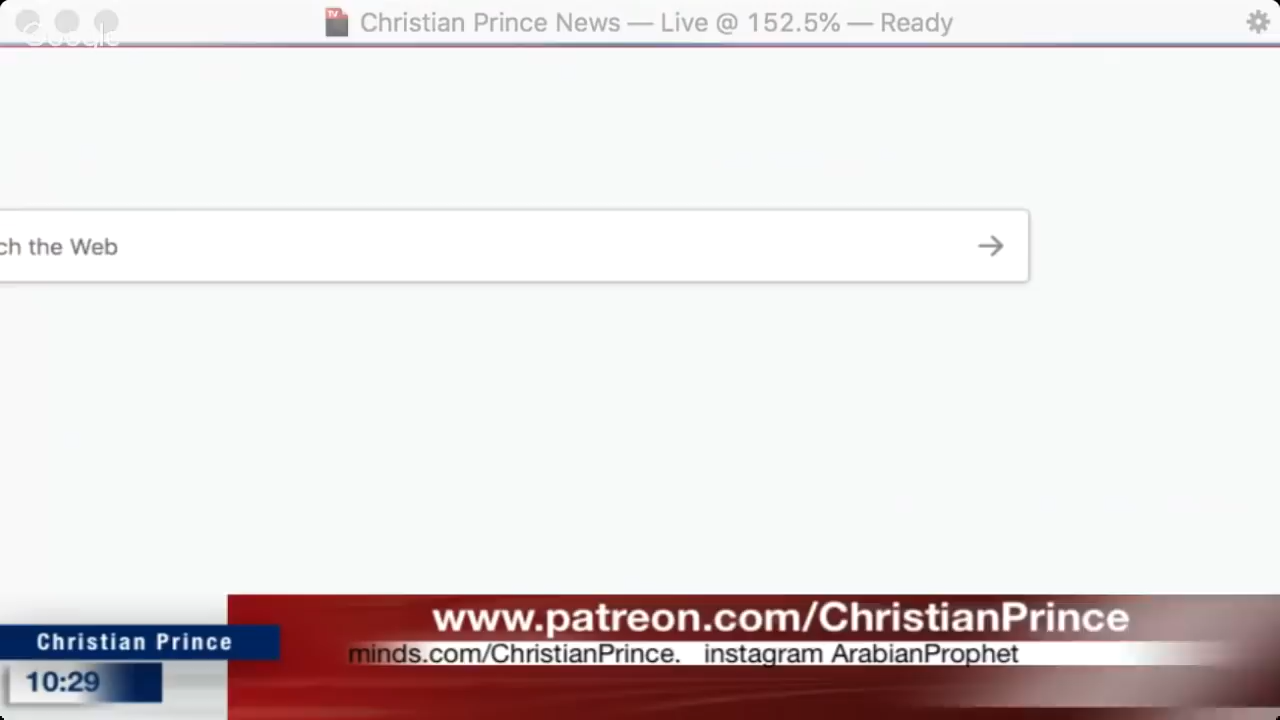 Christian Prince News — Live @ 152.5% — Ready
Google
ch the Web
www.patreon.com/ChristianPrince
Christian Prince
minds.com/ChristianPrince. instagram ArabianProphet
10:29